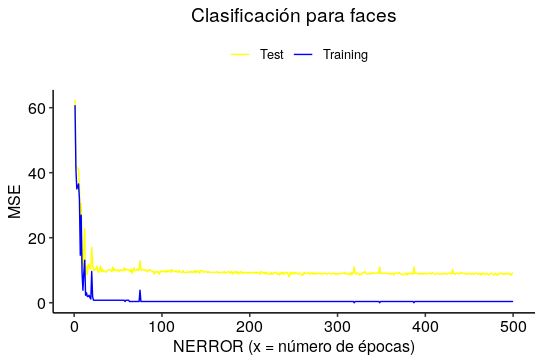 Clasificación para faces
Test Training
60
40
20
0
MSE
0 100 200 300 400 500
NERROR (x = número de épocas)